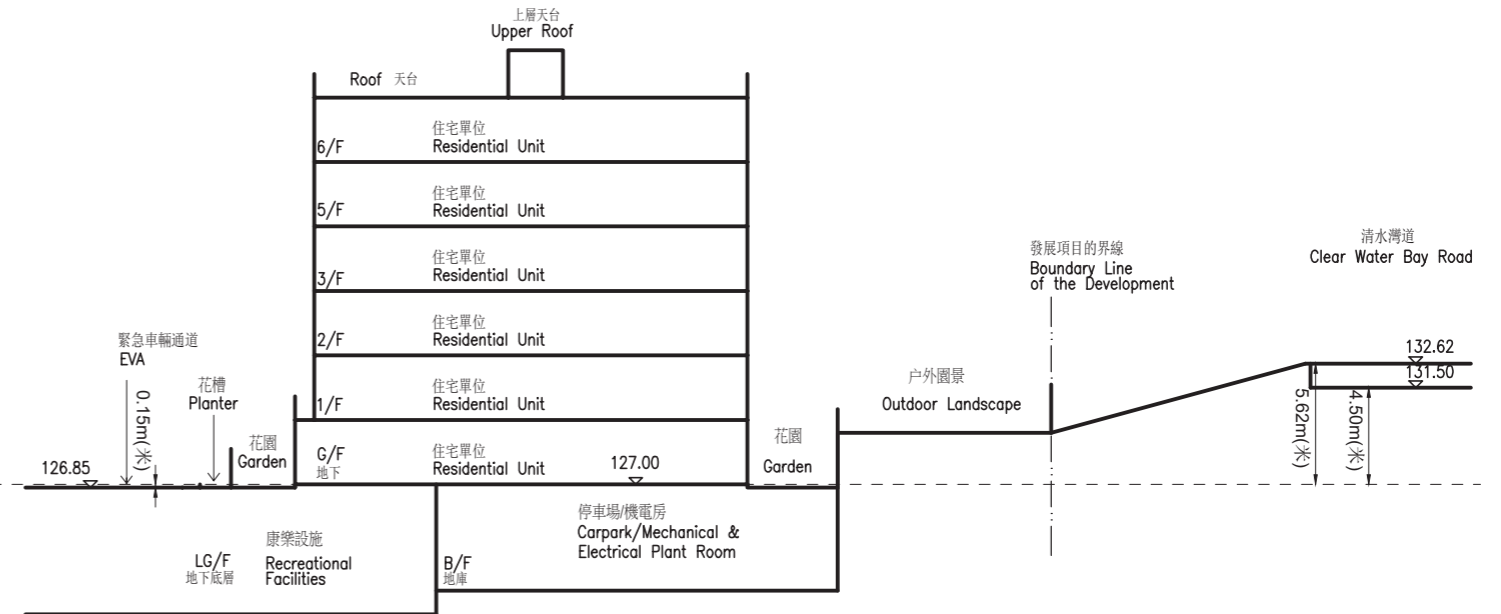 上層天台
Upper Roof
Roof 天台
住宅單位
6/F Residential Unit
住宅單位
5/F Residential Unit
住宅單位
3/F Residential Unit
住宅單位
2/F Residential Unit
住宅單位
1/F Residential Unit
G/F
地下
住宅單位
Residential Unit
127.00
緊急車輛通道
EVA
0.15m(米)
花槽
Planter
花園
Garden
126.85
花園
Garden
户外園景
Outdoor Landscape
發展項目的界線
Boundary Line
of the Development
清水灣道
Clear Water Bay Road
132.62
131.50
5.62m(米)
4.50m(米)
LG/F
地下底層
康樂設施
Recreational
Facilities
B/F
地庫
停車場/機電房
Carpark/Mechanical &
Electrical Plant Room